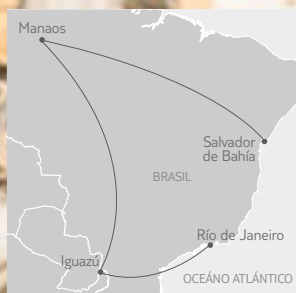 Manaos
Salvador
de Bahía
BRASIL
Río de Janeiro
Iguazú
OCEÁNO ATLÁNTICO